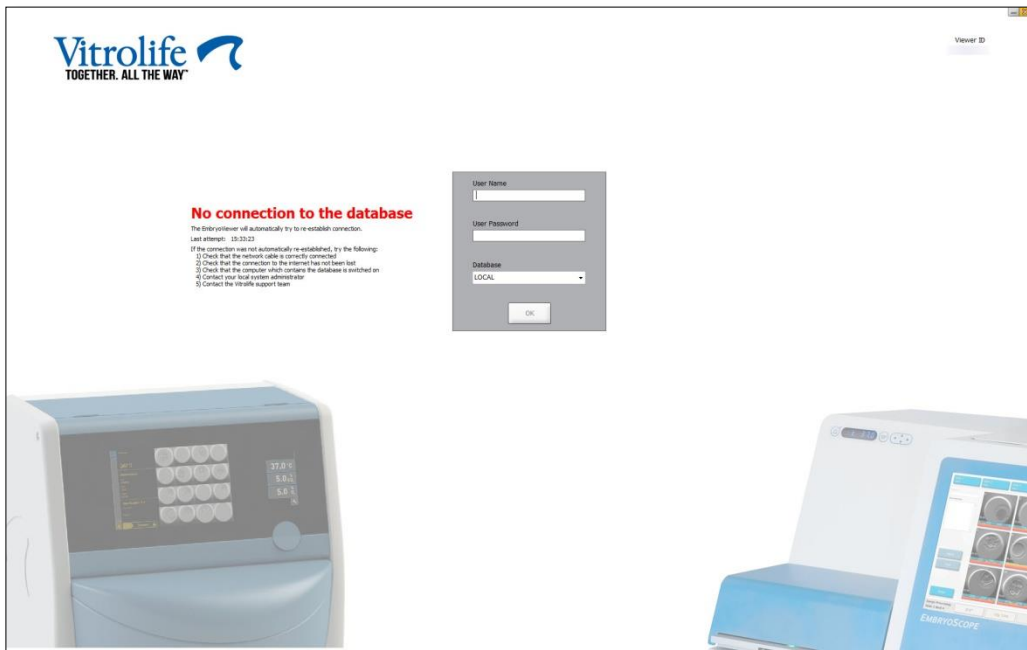 Vitrolife
TOGETHER. ALL THE WAY™
Viewer ID
No connection to the database
The EmbryoViewer will automatically try to re-establish connection.
Last attempt: 15:33:23
If the connection was not automatically re-established, try the following:
1) Check that the network cable is correctly connected
2) Check that the connection to the internet has not been lost
3) Check that the computer which contains the database is switched on
4) Contact your local system administrator
5) Contact the Vitrolife support team
User Name
User Password
Database
LOCAL
OK
37.0
5.0
5.0
EMBRYOSCOPE